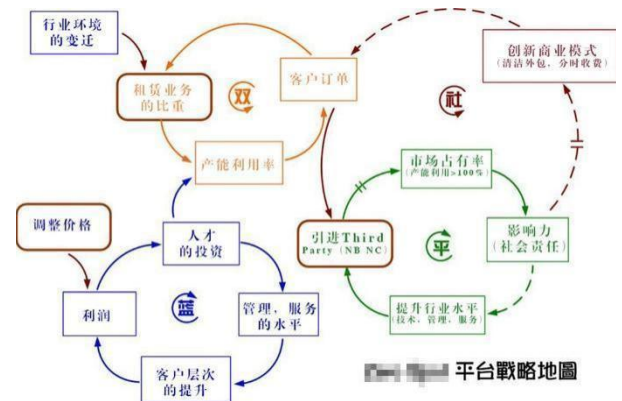 行业环境
的变迁
创新商业模式
(清洁外包，分时收费)
租赁业务
的比重
双
客户订单
社
产能利用率
市场占有率
(产能利用>100%)
调整价格
人才
的投资
引进Third
Party (NB NC)
平
影响力
(社会责任)
利润
蓝
管理，服务
的水平
提升行业水平
(技术，管理，服务)
客户层次
的提升
平台戰略地圖